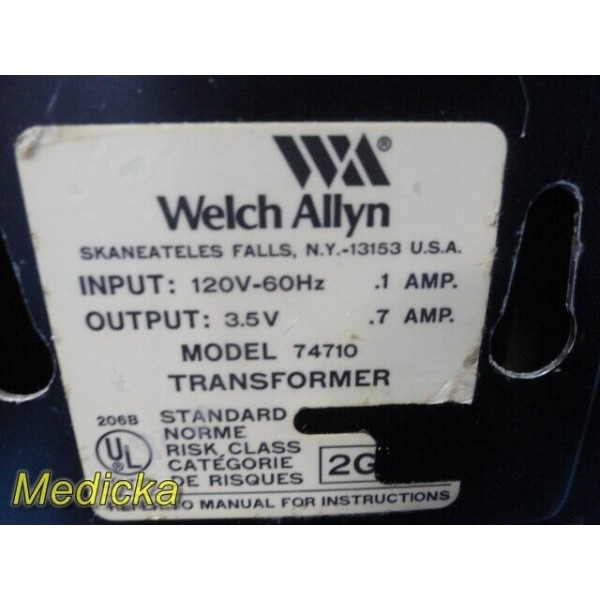 WA®
Welch Allyn
SKANEATELES FALLS, N.Y.-13153 U.S.A.
INPUT: 120V-60Hz .1 AMP.
OUTPUT: 3.5V .7 AMP.
MODEL 74710
TRANSFORMER
206B STANDARD
NORME
UL® RISK CLASS
CATÉGORIE
DE RISQUES 2G
Medicka
MANUAL FOR INSTRUCTIONS